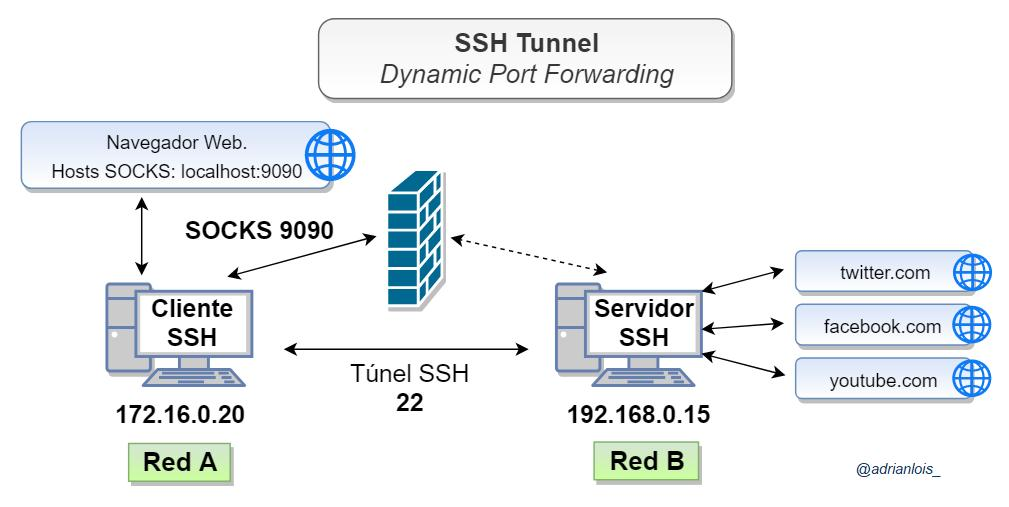 SSH Tunnel
Dynamic Port Forwarding
Navegador Web.
Hosts SOCKS: localhost:9090
SOCKS 9090
Cliente
SSH
Servidor
SSH
twitter.com
facebook.com
youtube.com
Túnel SSH
22
172.16.0.20
192.168.0.15
Red A
Red B
@adrianlois_